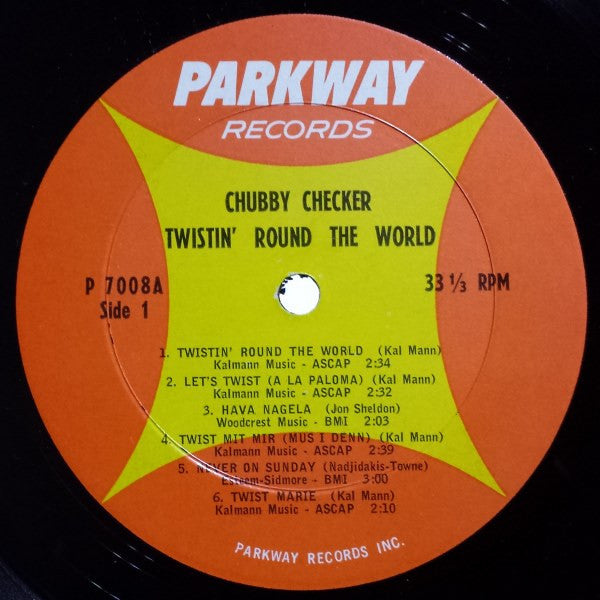 PARKWAY
RECORDS
CHUBBY CHECKER
TWISTIN' ROUND THE WORLD
P 7008A
Side 1
33 1/3 RPM
1. TWISTIN' ROUND THE WORLD (Kal Mann)
Kalmann Music - ASCAP 2:34
2. LET'S TWIST (A LA PALOMA) (Kal Mann)
Kalmann Music - ASCAP 2:32
3. HAVA NAGELA (Jon Sheldon)
Woodcrest Music - BMI 2:03
4. TWIST MIT MIR (MUS I DENN) (Kal Mann)
Kalmann Music - ASCAP 2:39
5. NEVER ON SUNDAY (Nadjidakis-Towne)
Esteem-Sidmore - BMI 3:00
6. TWIST MARIE (Kal Mann)
Kalmann Music - ASCAP 2:10
PARKWAY RECORDS INC.